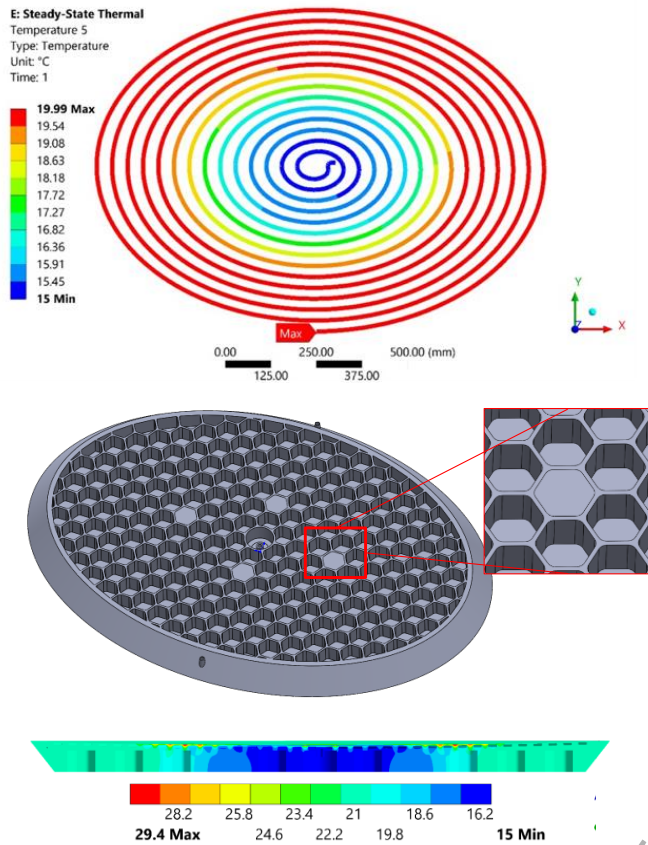 E: Steady-State Thermal
Temperature 5
Type: Temperature
Unit: °C
Time: 1
19.99 Max
19.54
19.08
18.63
18.18
17.72
17.27
16.82
16.36
15.91
15.45
15 Min
Max
0.00 250.00 500.00 (mm)
125.00 375.00
Y
X
Z
28.2 25.8 23.4 21 18.6 16.2
29.4 Max 24.6 22.2 19.8 15 Min